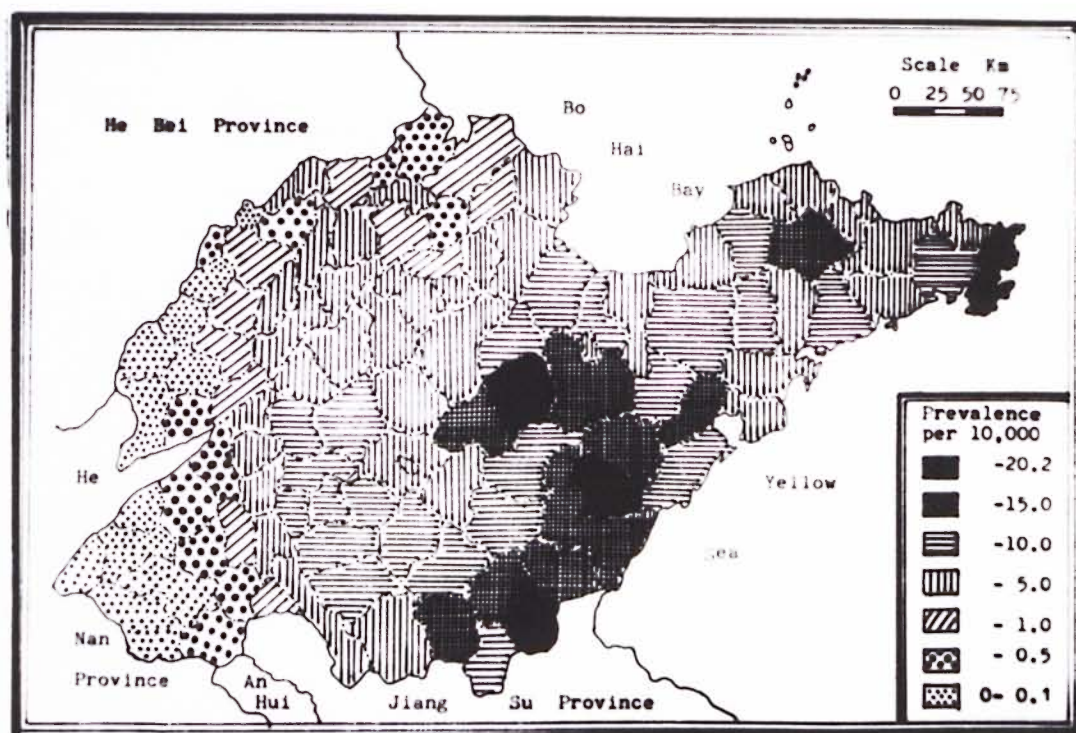 Scale Km
0 25 50 75
He Bei Province
Bo
Hai
Bay
He
Nan
Province
An
Hui
Jiang Su Province
Yellow
Sea
Prevalence
per 10,000
-20.2
-15.0
-10.0
- 5.0
- 1.0
- 0.5
0- 0.1